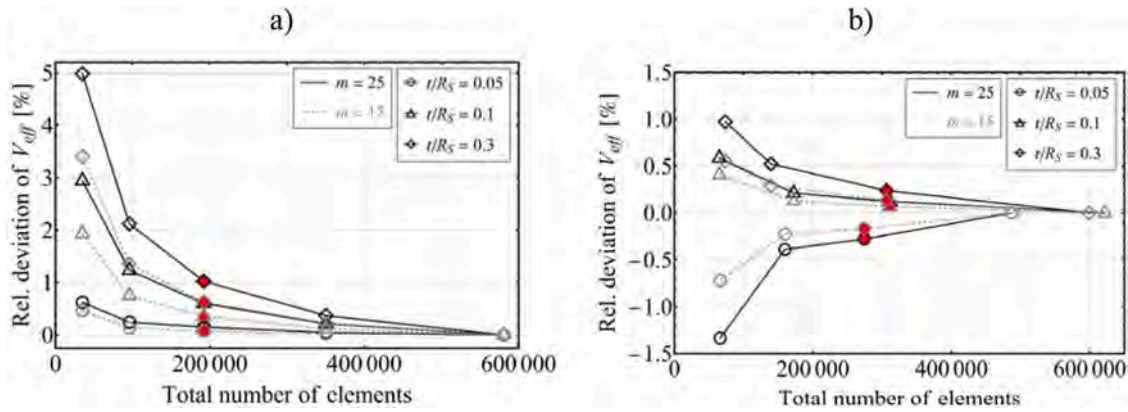 a)
Rel. deviation of V_eff [%]
5
4
3
2
1
0
m = 25
m = 15
t/R_S = 0.05
t/R_S = 0.1
t/R_S = 0.3
0
200 000
400 000
600 000
Total number of elements
b)
Rel. deviation of V_eff [%]
1.5
1.0
0.5
0.0
−0.5
−1.0
−1.5
m = 25
m = 15
t/R_S = 0.05
t/R_S = 0.1
t/R_S = 0.3
0
200 000
400 000
600 000
Total number of elements